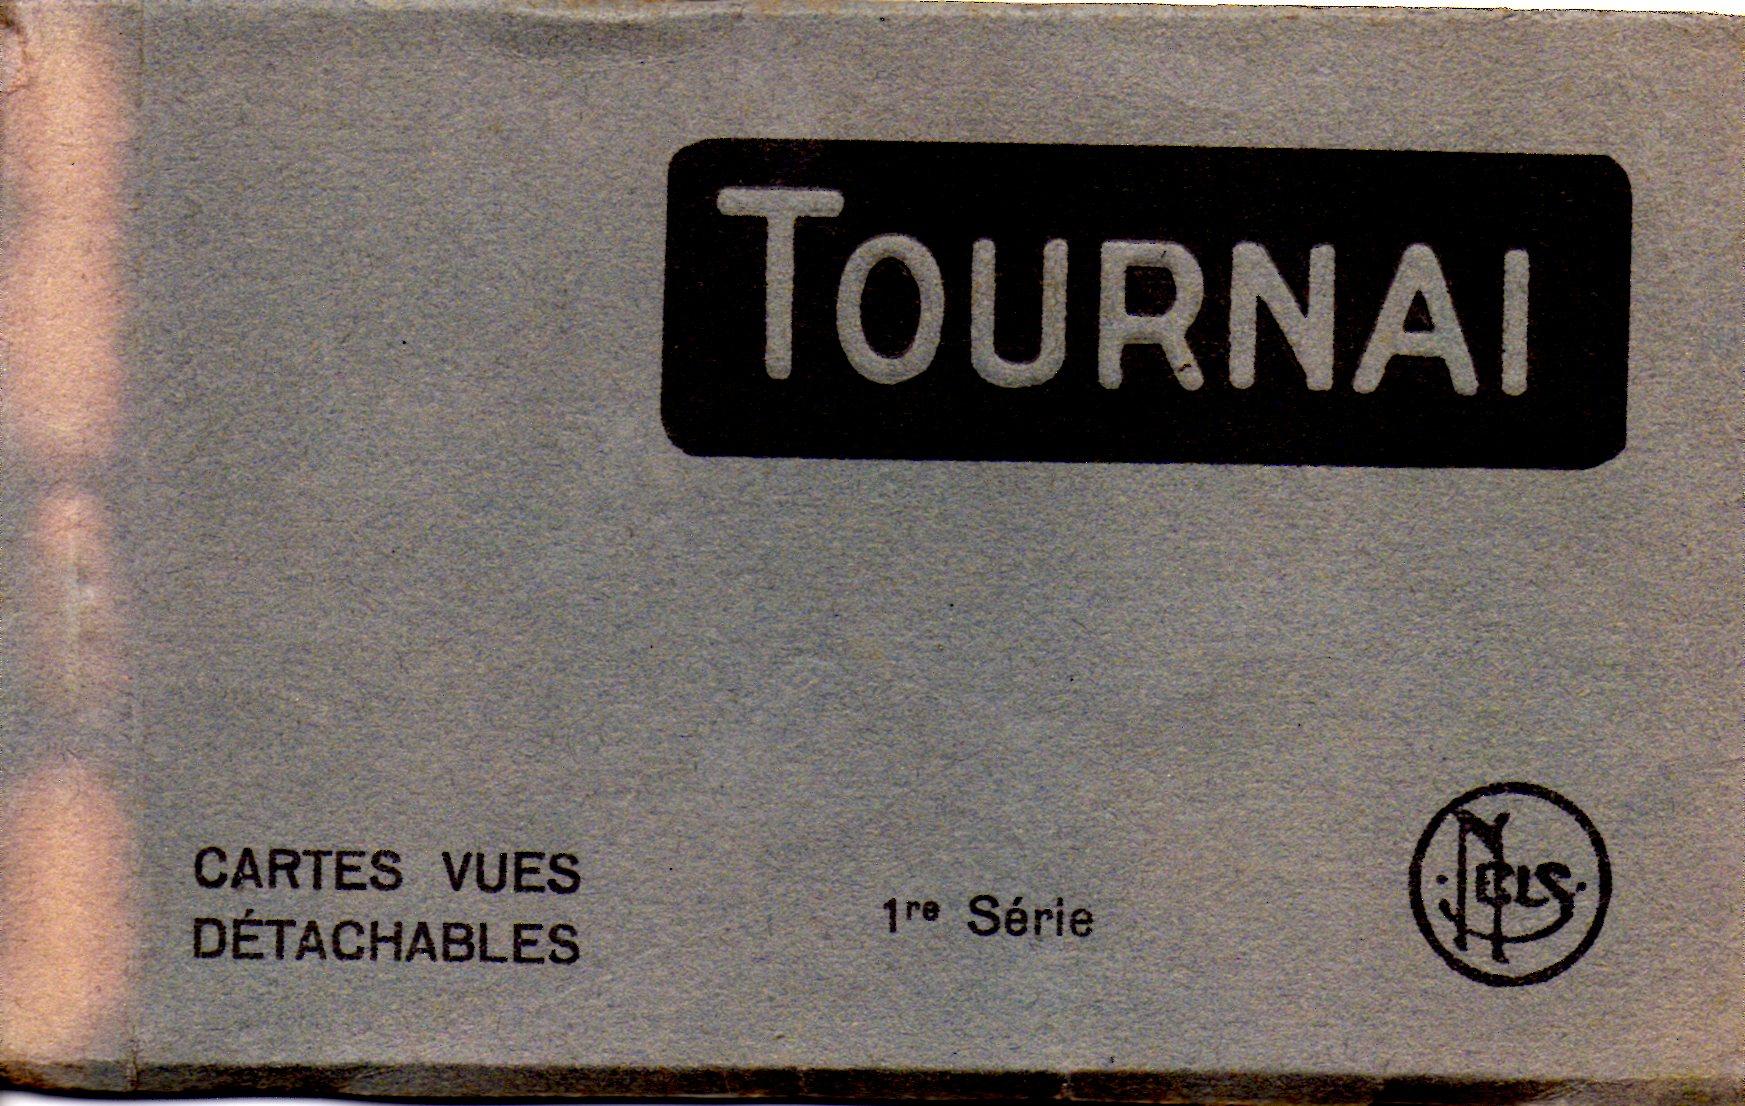 TOURNAI
CARTES VUES
DÉTACHABLES
1re Série
NELS